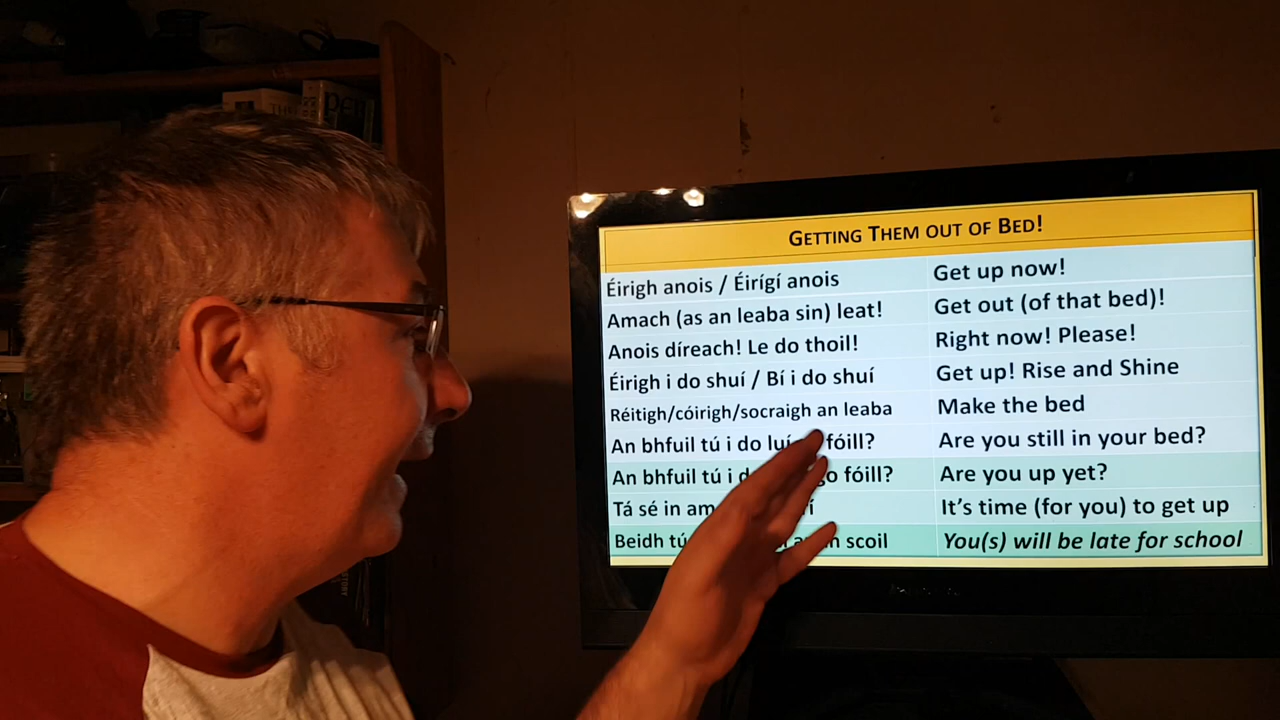 GETTING THEM OUT OF BED!
Éirigh anois / Éirígí anois Get up now!
Amach (as an leaba sin) leat! Get out (of that bed)!
Anois díreach! Le do thoil! Right now! Please!
Éirigh i do shuí / Bí i do shuí Get up! Rise and Shine
Réitigh/cóirigh/socraigh an leaba Make the bed
An bhfuil tú i do fóill? Are you still in your bed?
An bhfuil tú i go fóill? Are you up yet?
Tá sé in It's time (for you) to get up
Beidh tú scoil You(s) will be late for school